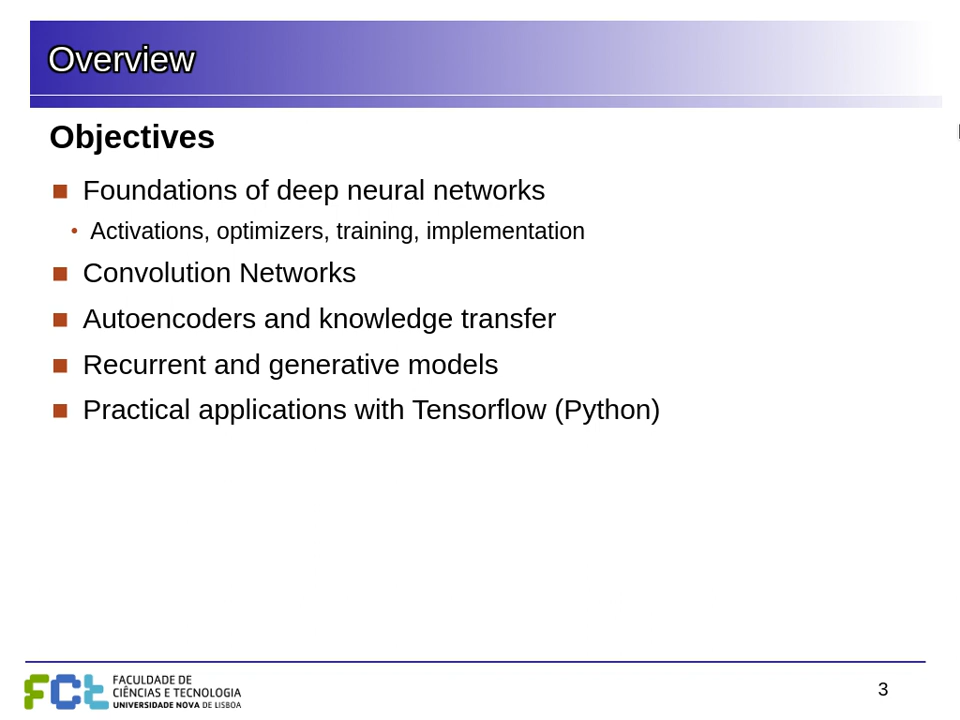 Overview
Objectives
Foundations of deep neural networks
Activations, optimizers, training, implementation
Convolution Networks
Autoencoders and knowledge transfer
Recurrent and generative models
Practical applications with Tensorflow (Python)
FCt
FACULDADE DE
CIÊNCIAS E TECNOLOGIA
UNIVERSIDADE NOVA DE LISBOA
3